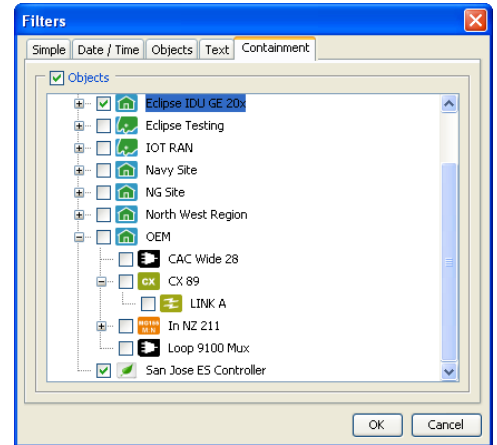 Filters
Simple Date / Time Objects Text Containment
Objects
Eclipse IDU GE 20x
Eclipse Testing
IOT RAN
Navy Site
NG Site
North West Region
OEM
CAC Wide 28
CX CX 89
LINK A
In NZ 211
Loop 9100 Mux
San Jose ES Controller
OK Cancel